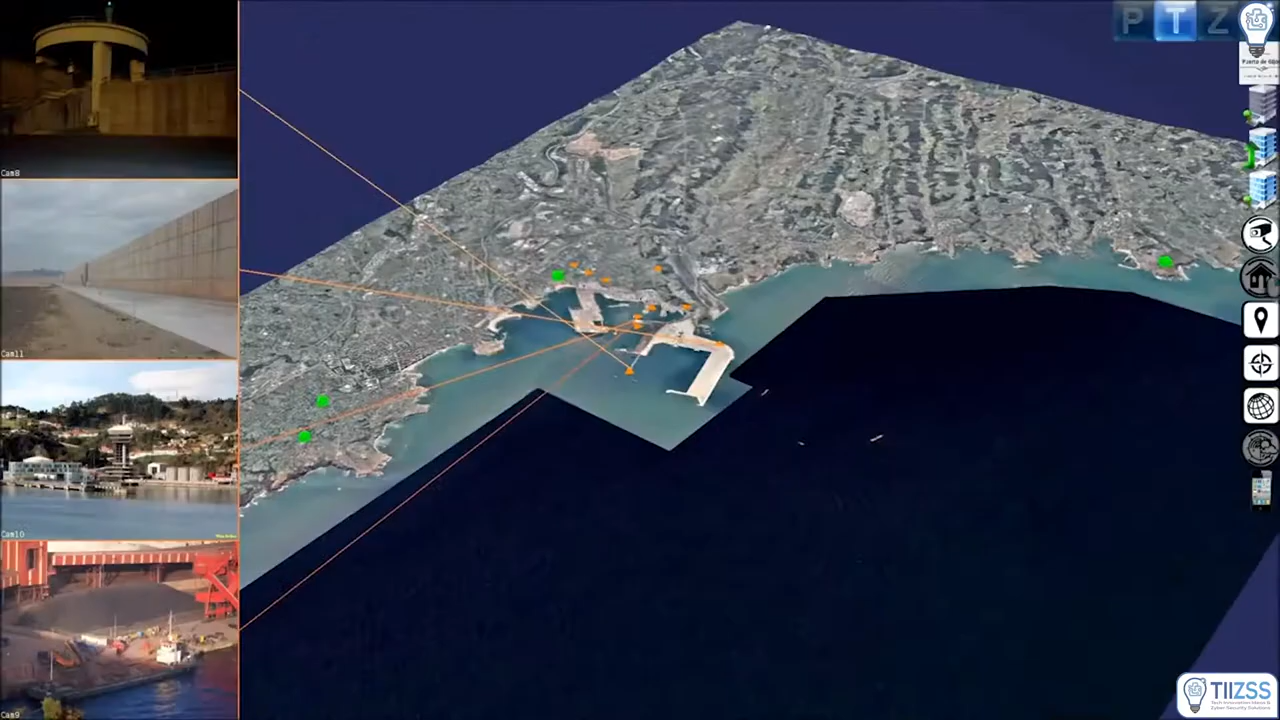 P T Z
Puerto de Gijón
Cam8
Cam11
Cam10
Cam9
TIIZSS
Tech Innovation Ideas &
Cyber Security Solutions